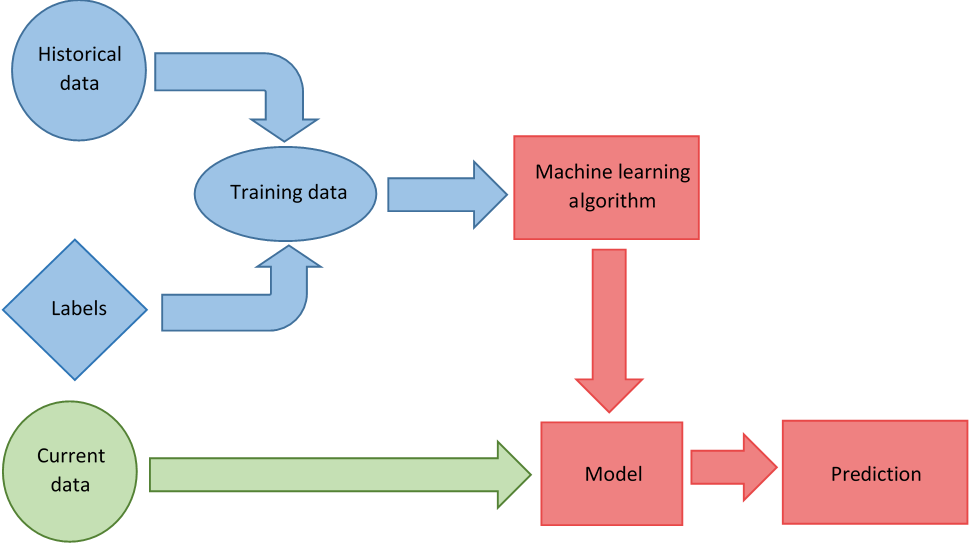 Historical
data
Training data
Machine learning
algorithm
Labels
Current
data
Model
Prediction